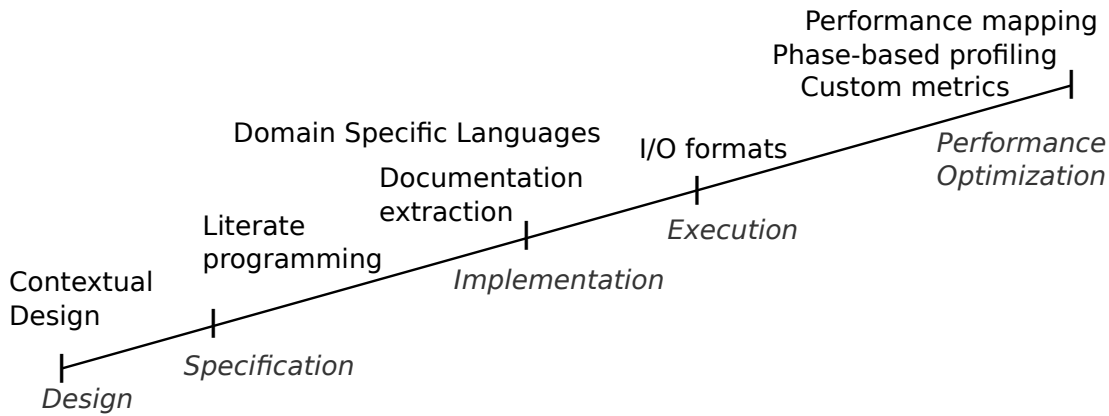 Performance mapping
Phase-based profiling
Custom metrics
Performance
Optimization
Domain Specific Languages
I/O formats
Documentation
extraction
Execution
Literate
programming
Implementation
Contextual
Design
Specification
Design